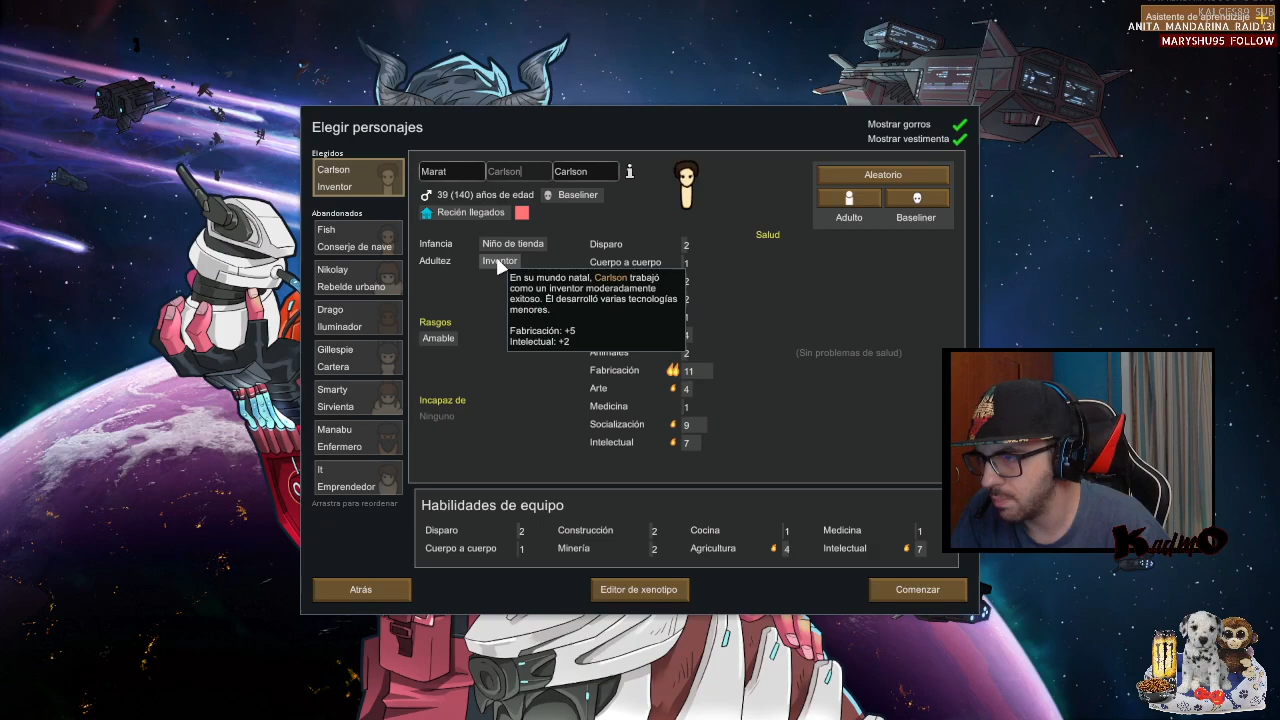 KALCES89 SUB
Asistente de aprendizaje
ANITA_MANDARINA RAID (3)
MARYSHU95 FOLLOW
Elegir personajes
Mostrar gorros
Mostrar vestimenta
Elegidos
Carlson
Inventor
Abandonados
Fish
Conserje de nave
Nikolay
Rebelde urbano
Drago
Iluminador
Gillespie
Cartera
Smarty
Sirvienta
Manabu
Enfermero
It
Emprendedor
Arrastra para reordenar
Marat Carlson Carlson
39 (140) años de edad Baseliner
Recién llegados
Infancia Niño de tienda
Adultez Inventor
Rasgos
Amable
Incapaz de
Ninguno
Disparo 2
Cuerpo a cuerpo 1
En su mundo natal, Carlson trabajó
como un inventor moderadamente
exitoso. Él desarrolló varias tecnologías
menores.
Fabricación: +5
Intelectual: +2
Animales 2
Fabricación 11
Arte 4
Medicina 1
Socialización 9
Intelectual 7
Salud
(Sin problemas de salud)
Aleatorio
Adulto Baseliner
Habilidades de equipo
Disparo 2 Construcción 2 Cocina 1 Medicina 1
Cuerpo a cuerpo 1 Minería 2 Agricultura 4 Intelectual 7
Atrás
Editor de xenotipo
Comenzar
KadmO